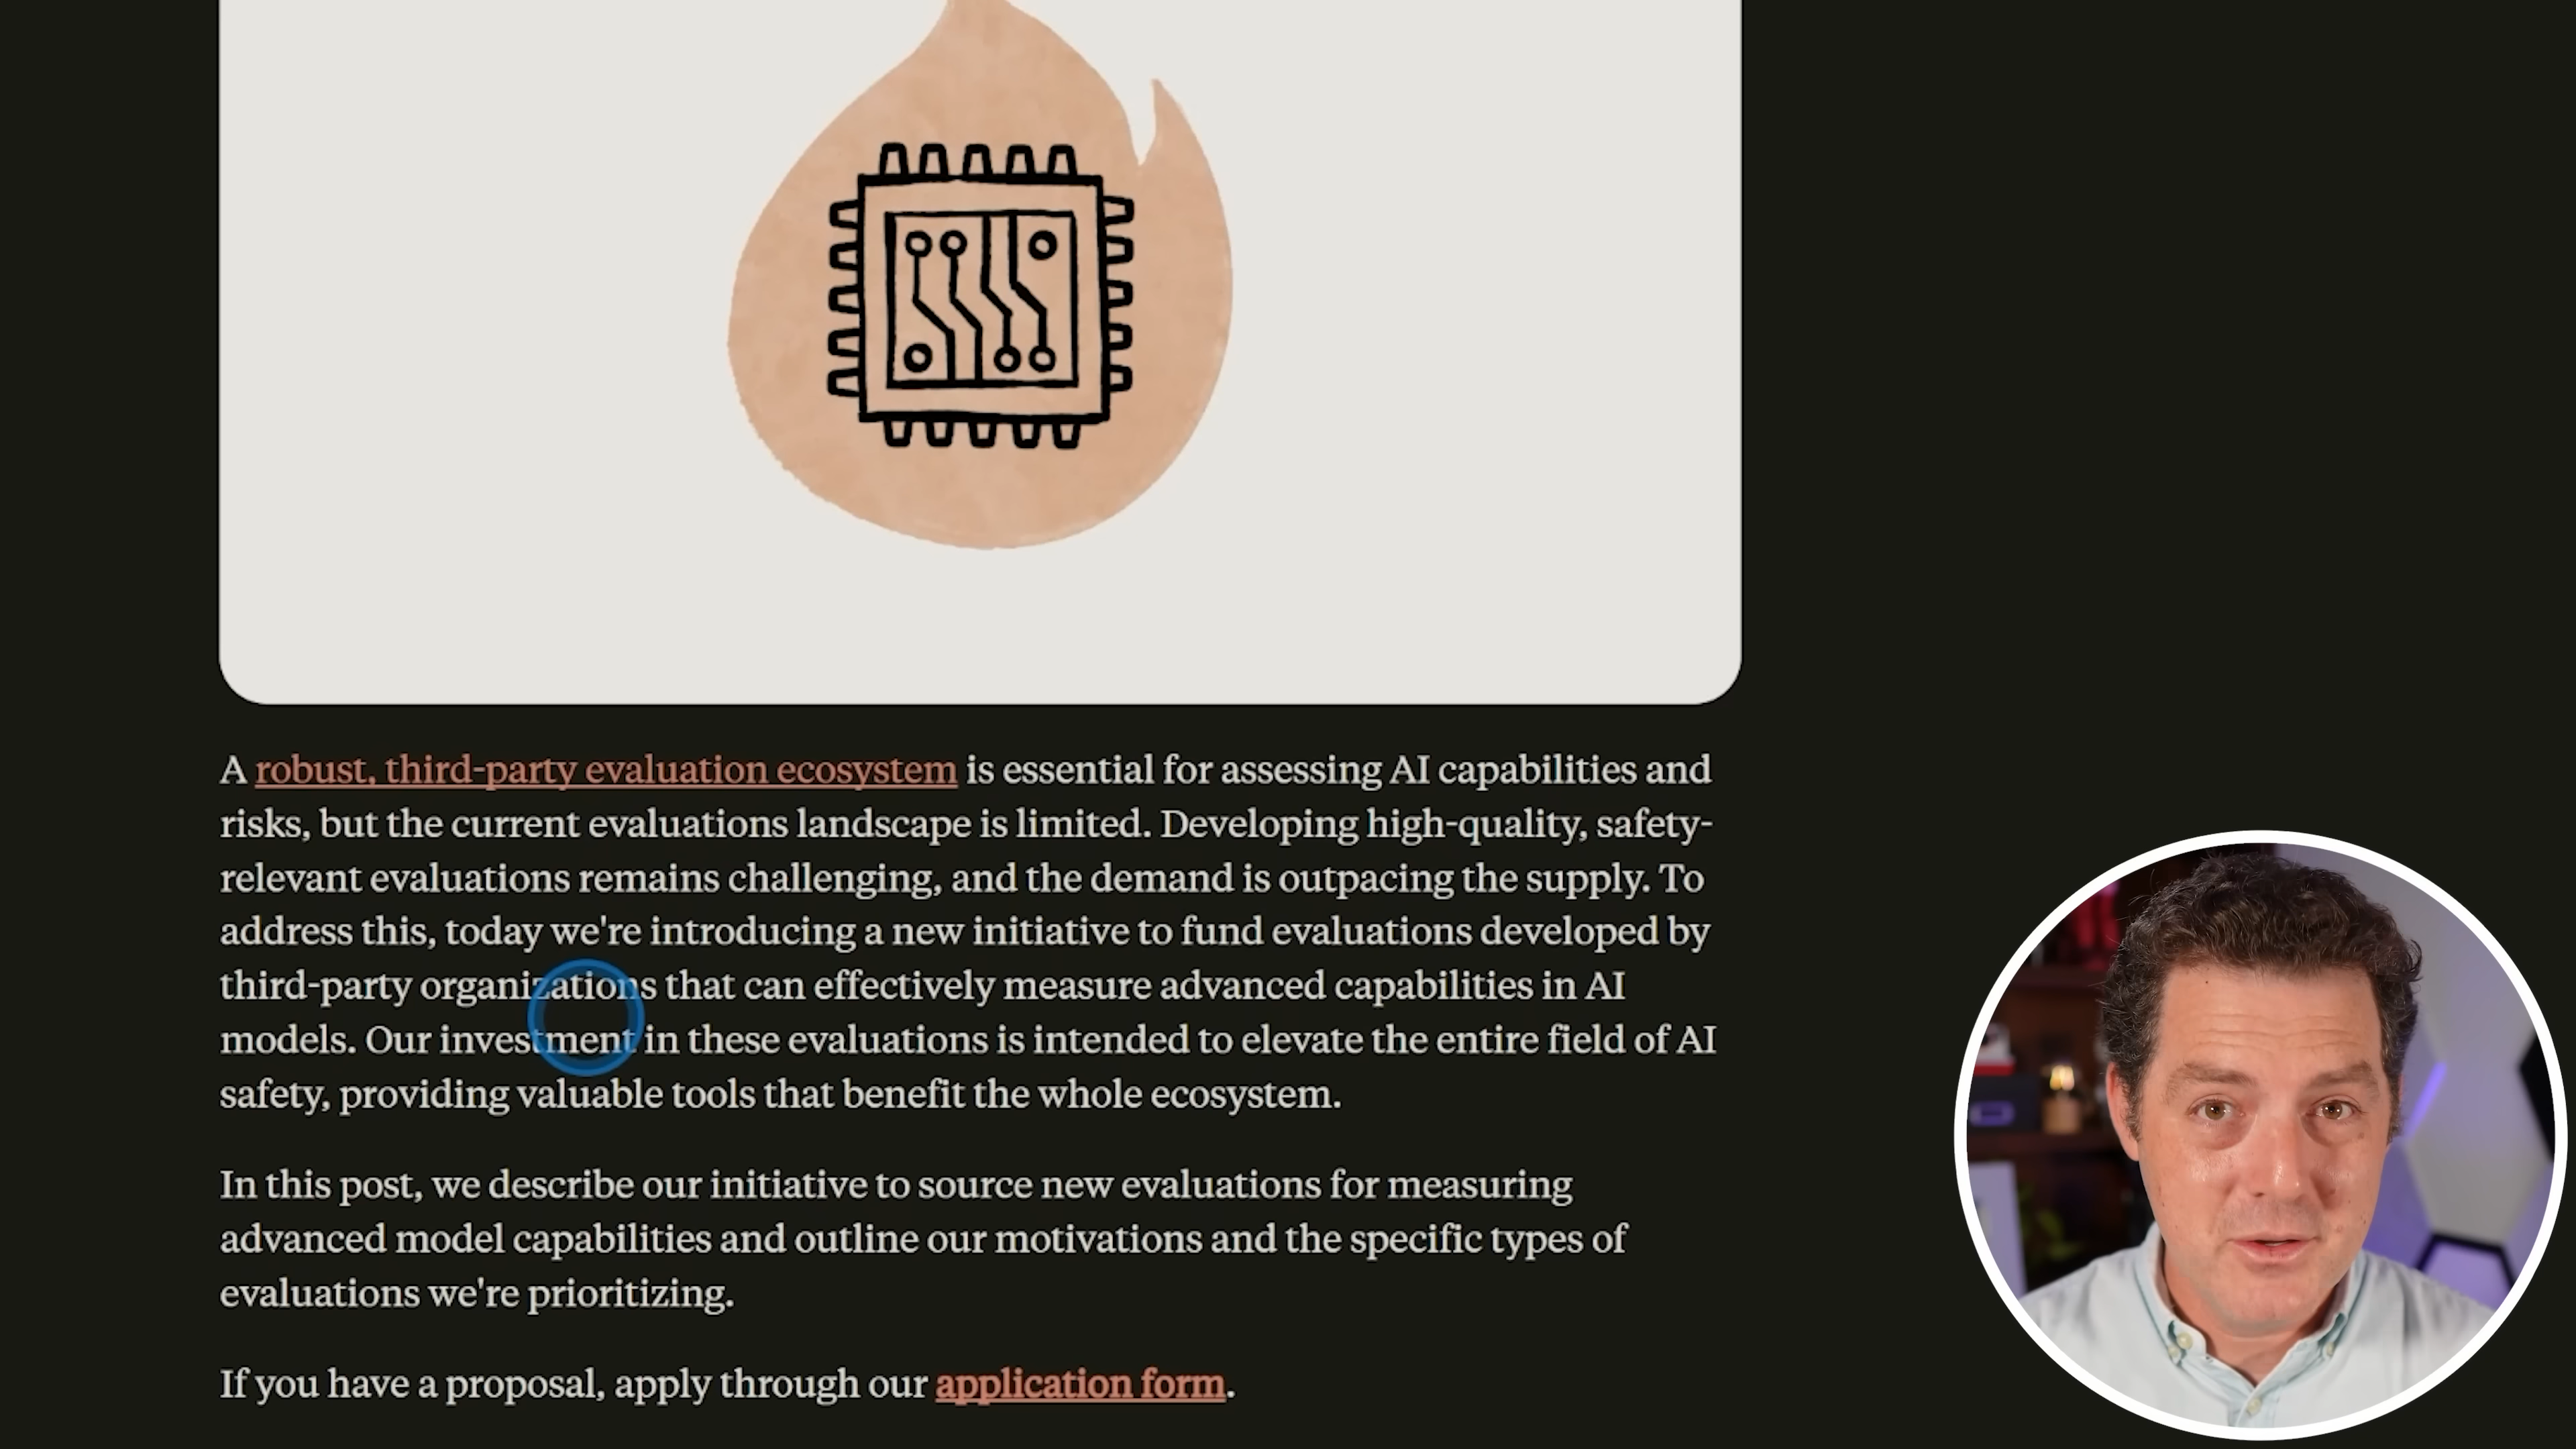 A robust, third-party evaluation ecosystem is essential for assessing AI capabilities and
risks, but the current evaluations landscape is limited. Developing high-quality, safety-
relevant evaluations remains challenging, and the demand is outpacing the supply. To
address this, today we're introducing a new initiative to fund evaluations developed by
third-party organizations that can effectively measure advanced capabilities in AI
models. Our investment in these evaluations is intended to elevate the entire field of AI
safety, providing valuable tools that benefit the whole ecosystem.
In this post, we describe our initiative to source new evaluations for measuring
advanced model capabilities and outline our motivations and the specific types of
evaluations we're prioritizing.
If you have a proposal, apply through our application form.